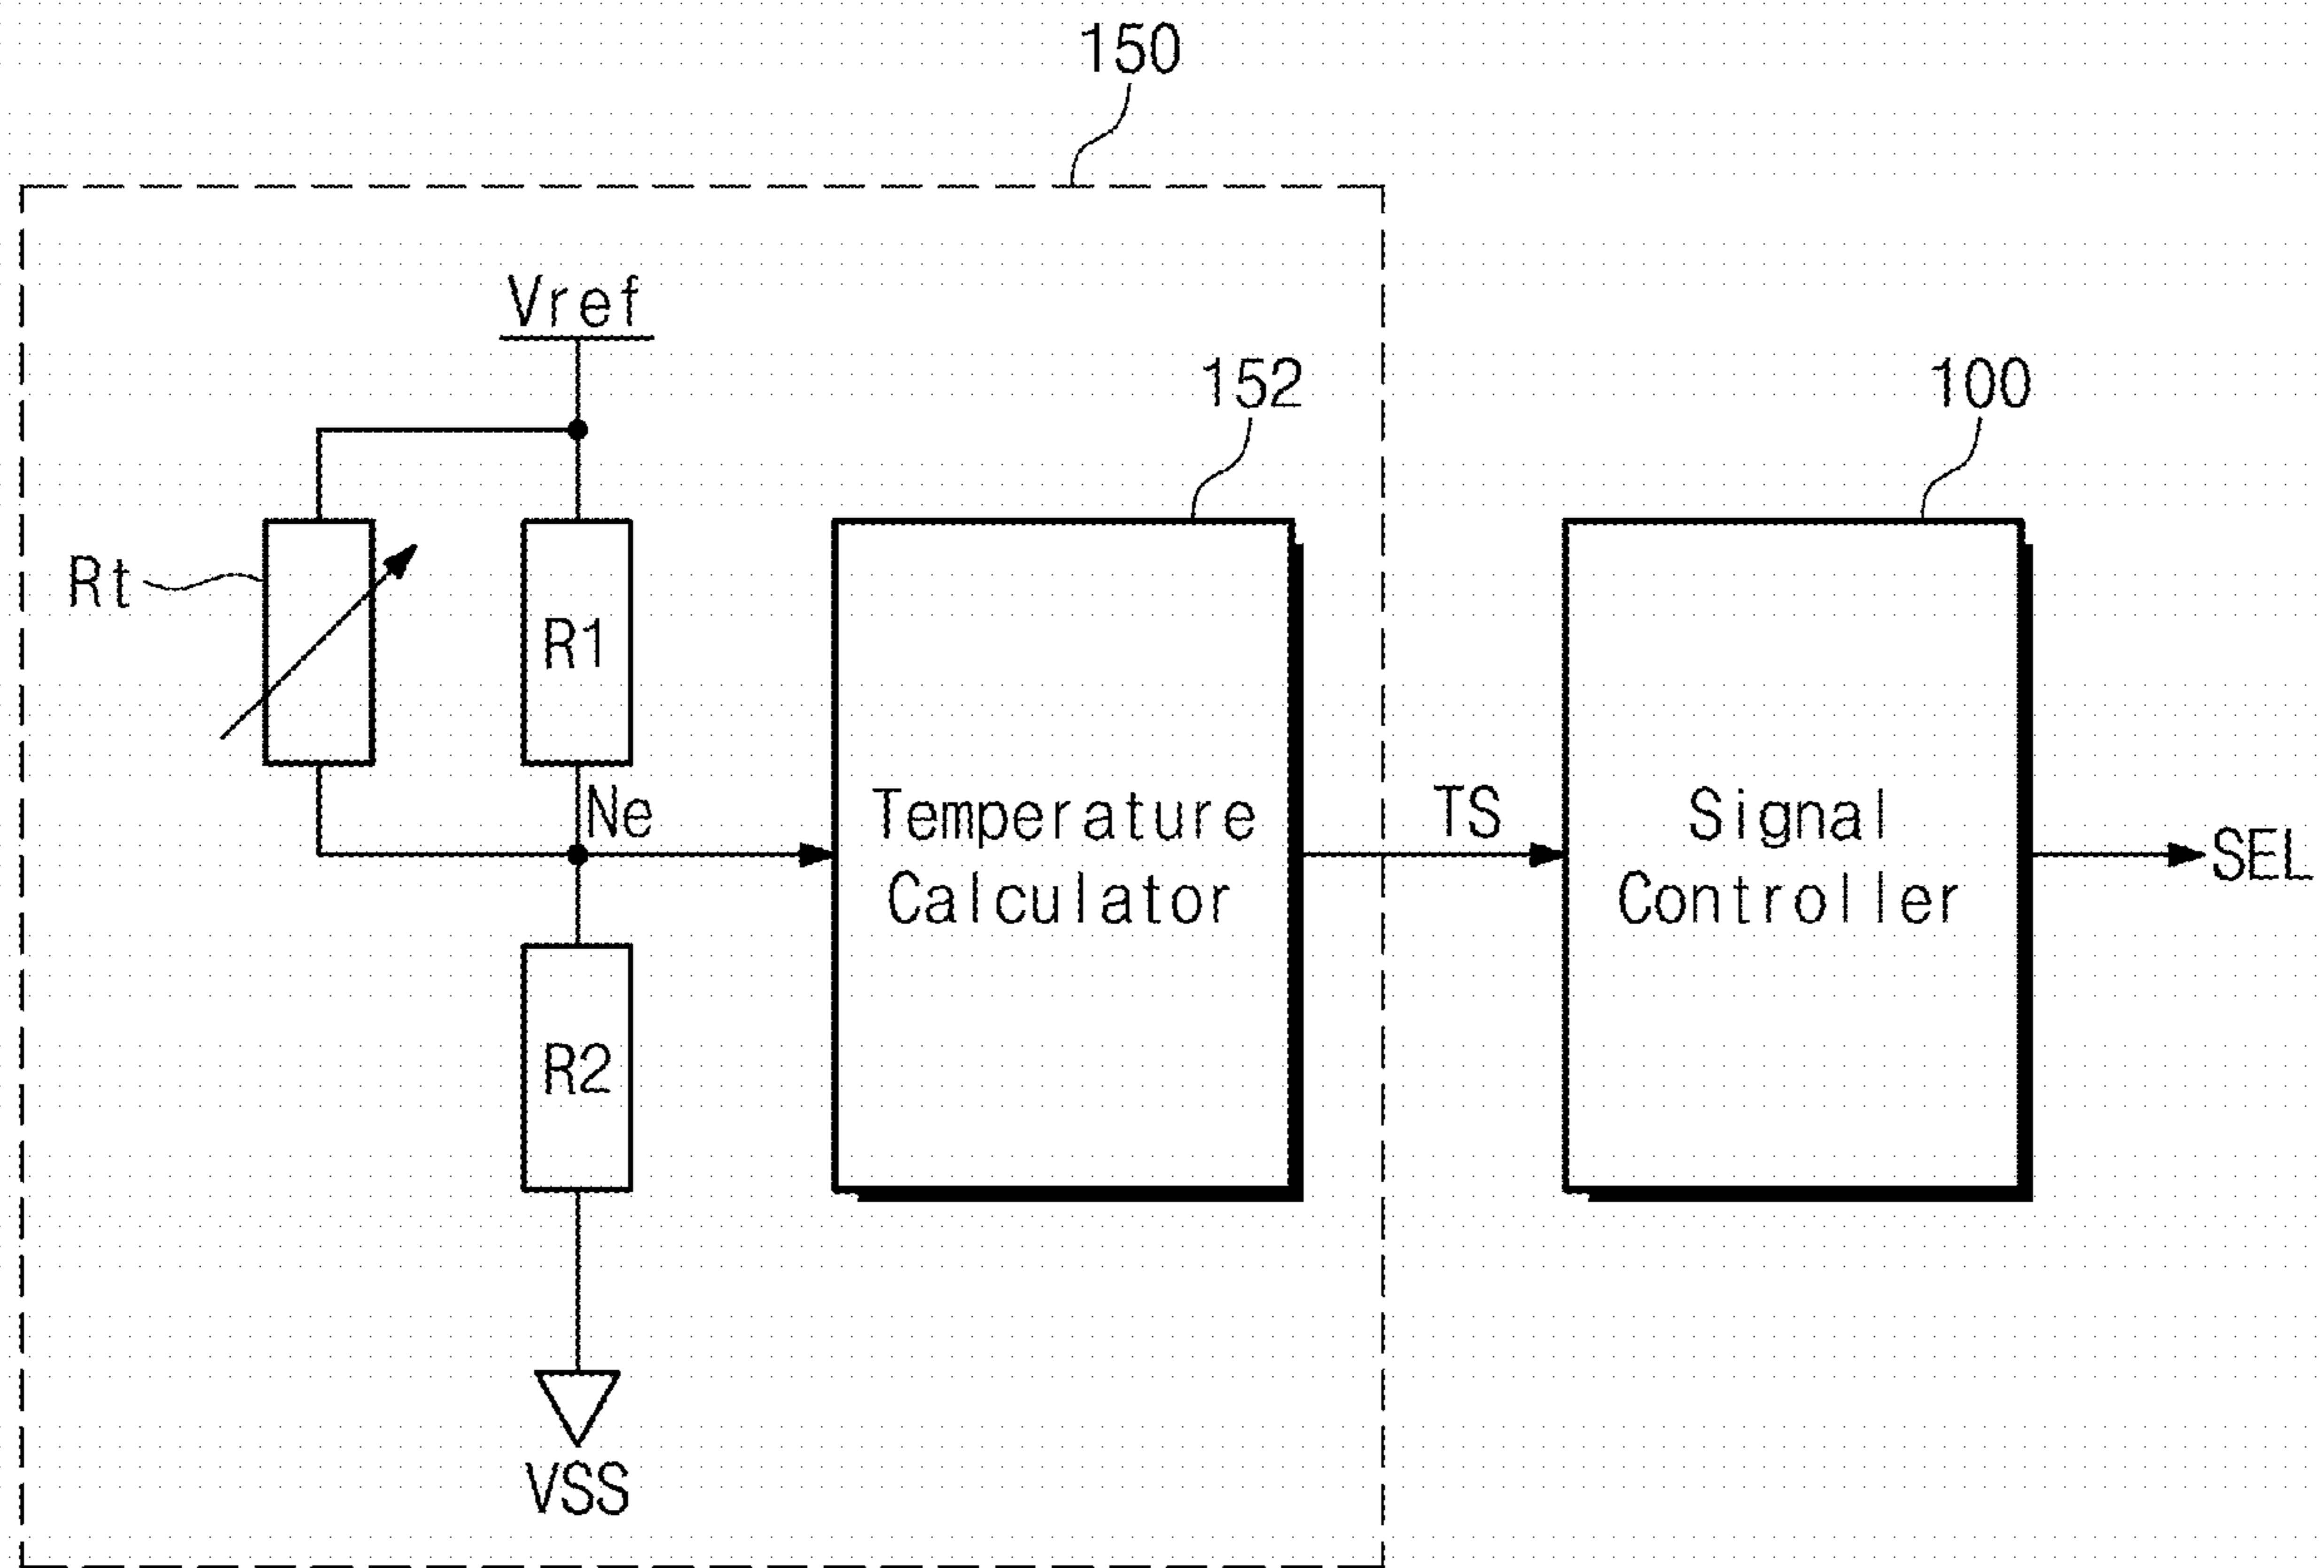 150
Vref
152
100
Rt
R1
Ne
Temperature
Calculator
TS
Signal
Controller
SEL
R2
VSS